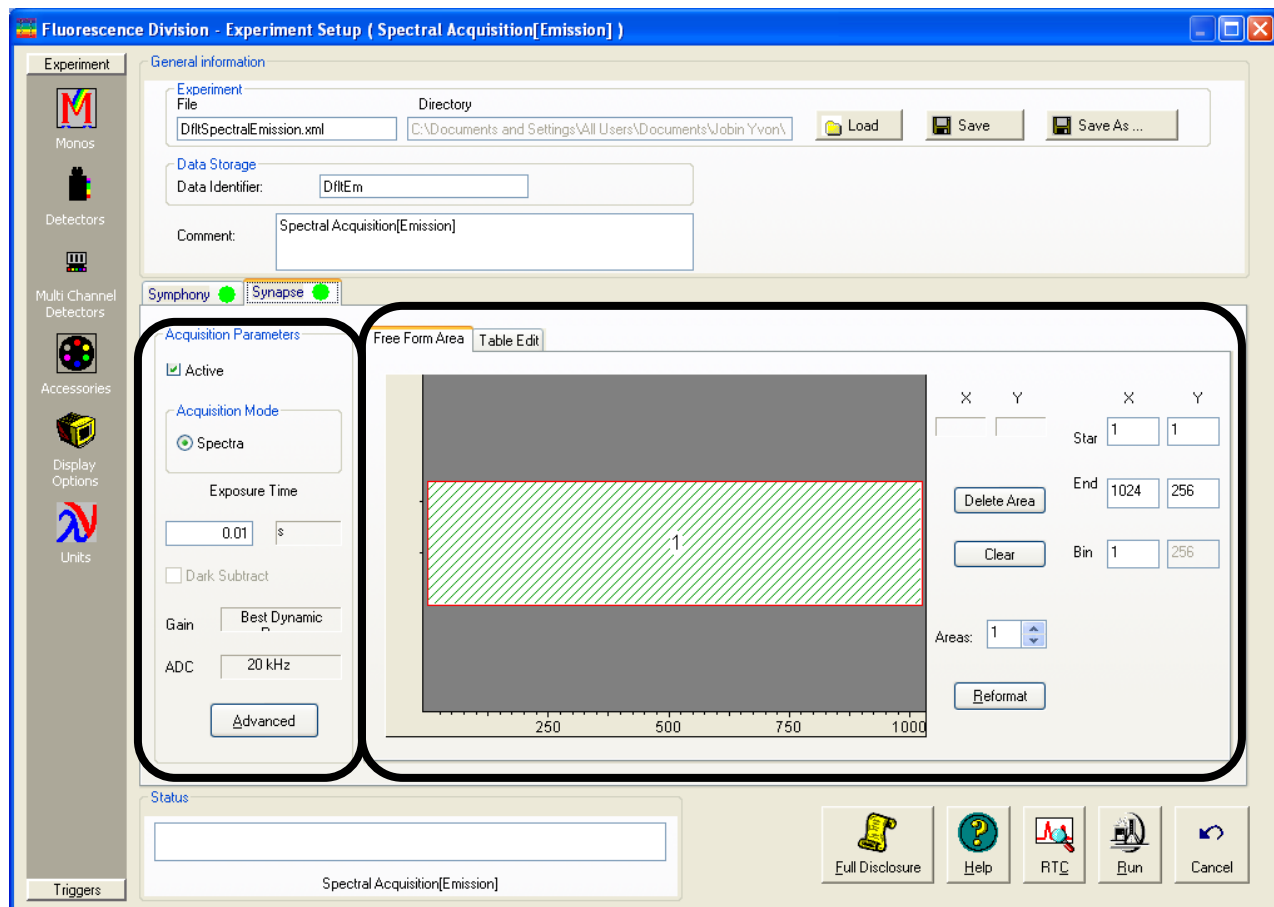 Fluorescence Division - Experiment Setup ( Spectral Acquisition[Emission] )
Experiment
Monos
Detectors
Multi Channel
Detectors
Accessories
Display
Options
Units
Triggers
General information
Experiment
File
Directory
DfltSpectralEmission.xml
C:\Documents and Settings\All Users\Documents\Jobin Yvon\
Load
Save
Save As ...
Data Storage
Data Identifier:
DfltEm
Comment:
Spectral Acquisition[Emission]
Symphony
Synapse
Acquisition Parameters
Active
Acquisition Mode
Spectra
Exposure Time
0.01
s
Dark Subtract
Gain
Best Dynamic
ADC
20 kHz
Advanced
Free Form Area
Table Edit
1
250
500
750
1000
X
Y
X
Y
Star
1
1
Delete Area
End
1024
256
Clear
Bin
1
256
Areas:
1
Reformat
Status
Spectral Acquisition[Emission]
Full Disclosure
Help
RTC
Run
Cancel